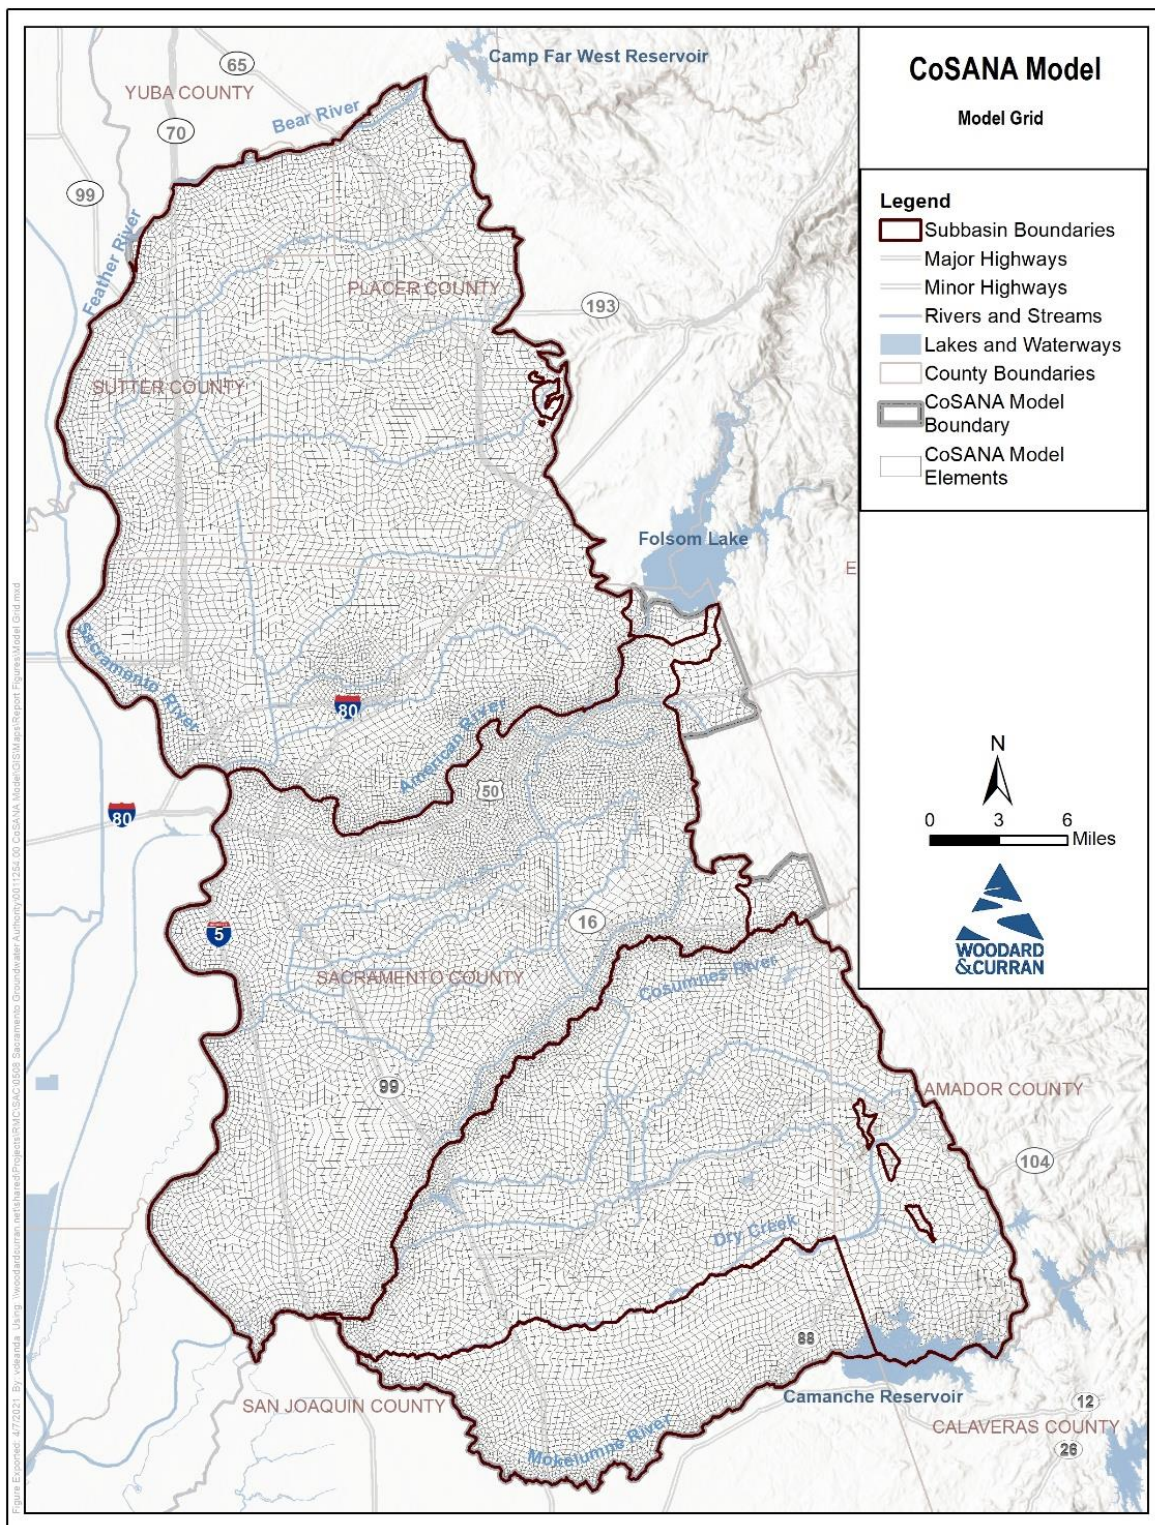 CoSANA Model
Model Grid
Legend
Subbasin Boundaries
Major Highways
Minor Highways
Rivers and Streams
Lakes and Waterways
County Boundaries
CoSANA Model
Boundary
CoSANA Model
Elements
Camp Far West Reservoir
65
YUBA COUNTY
Bear River
70
99
Feather River
PLACER COUNTY
193
SUTTER COUNTY
Folsom Lake
E
Sacramento River
80
American River
50
80
N
0 3 6
Miles
WOODARD
&CURRAN
16
5
SACRAMENTO COUNTY
Cosumnes River
99
AMADOR COUNTY
104
Dry Creek
88
SAN JOAQUIN COUNTY
Camanche Reservoir
12
CALAVERAS COUNTY
26
Mokelumne River